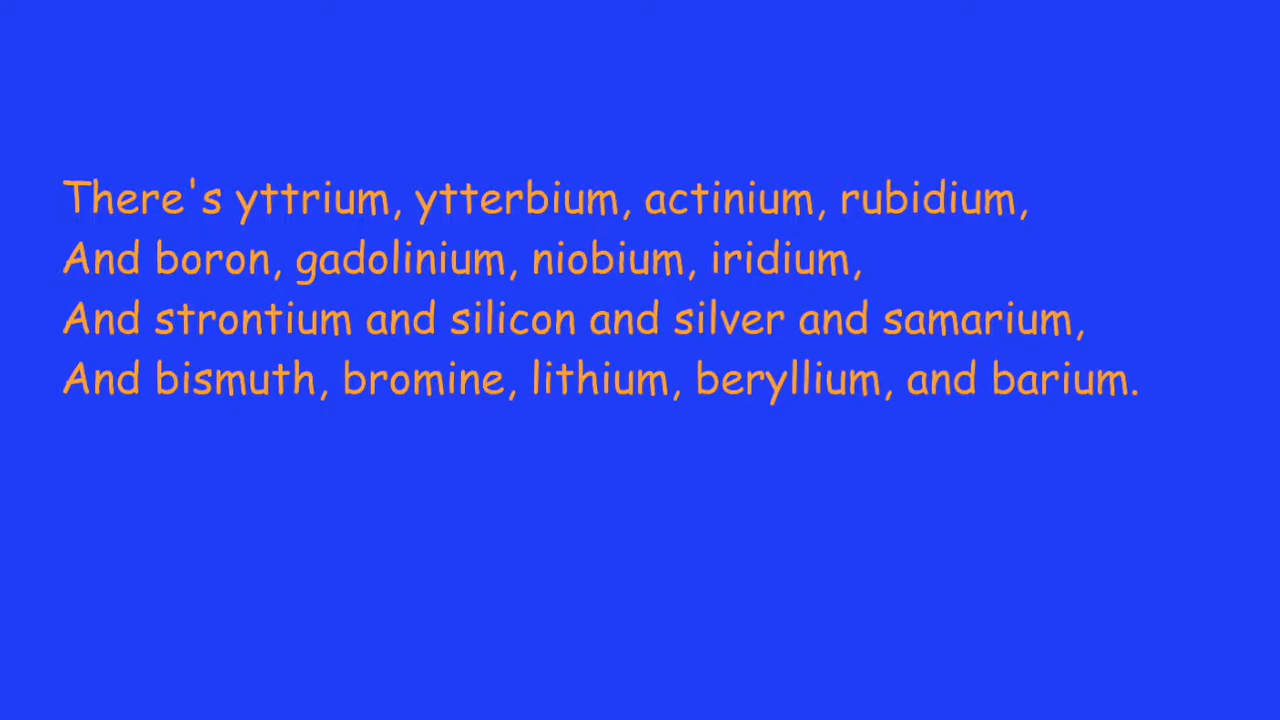 There's yttrium, ytterbium, actinium, rubidium,
And boron, gadolinium, niobium, iridium,
And strontium and silicon and silver and samarium,
And bismuth, bromine, lithium, beryllium, and barium.